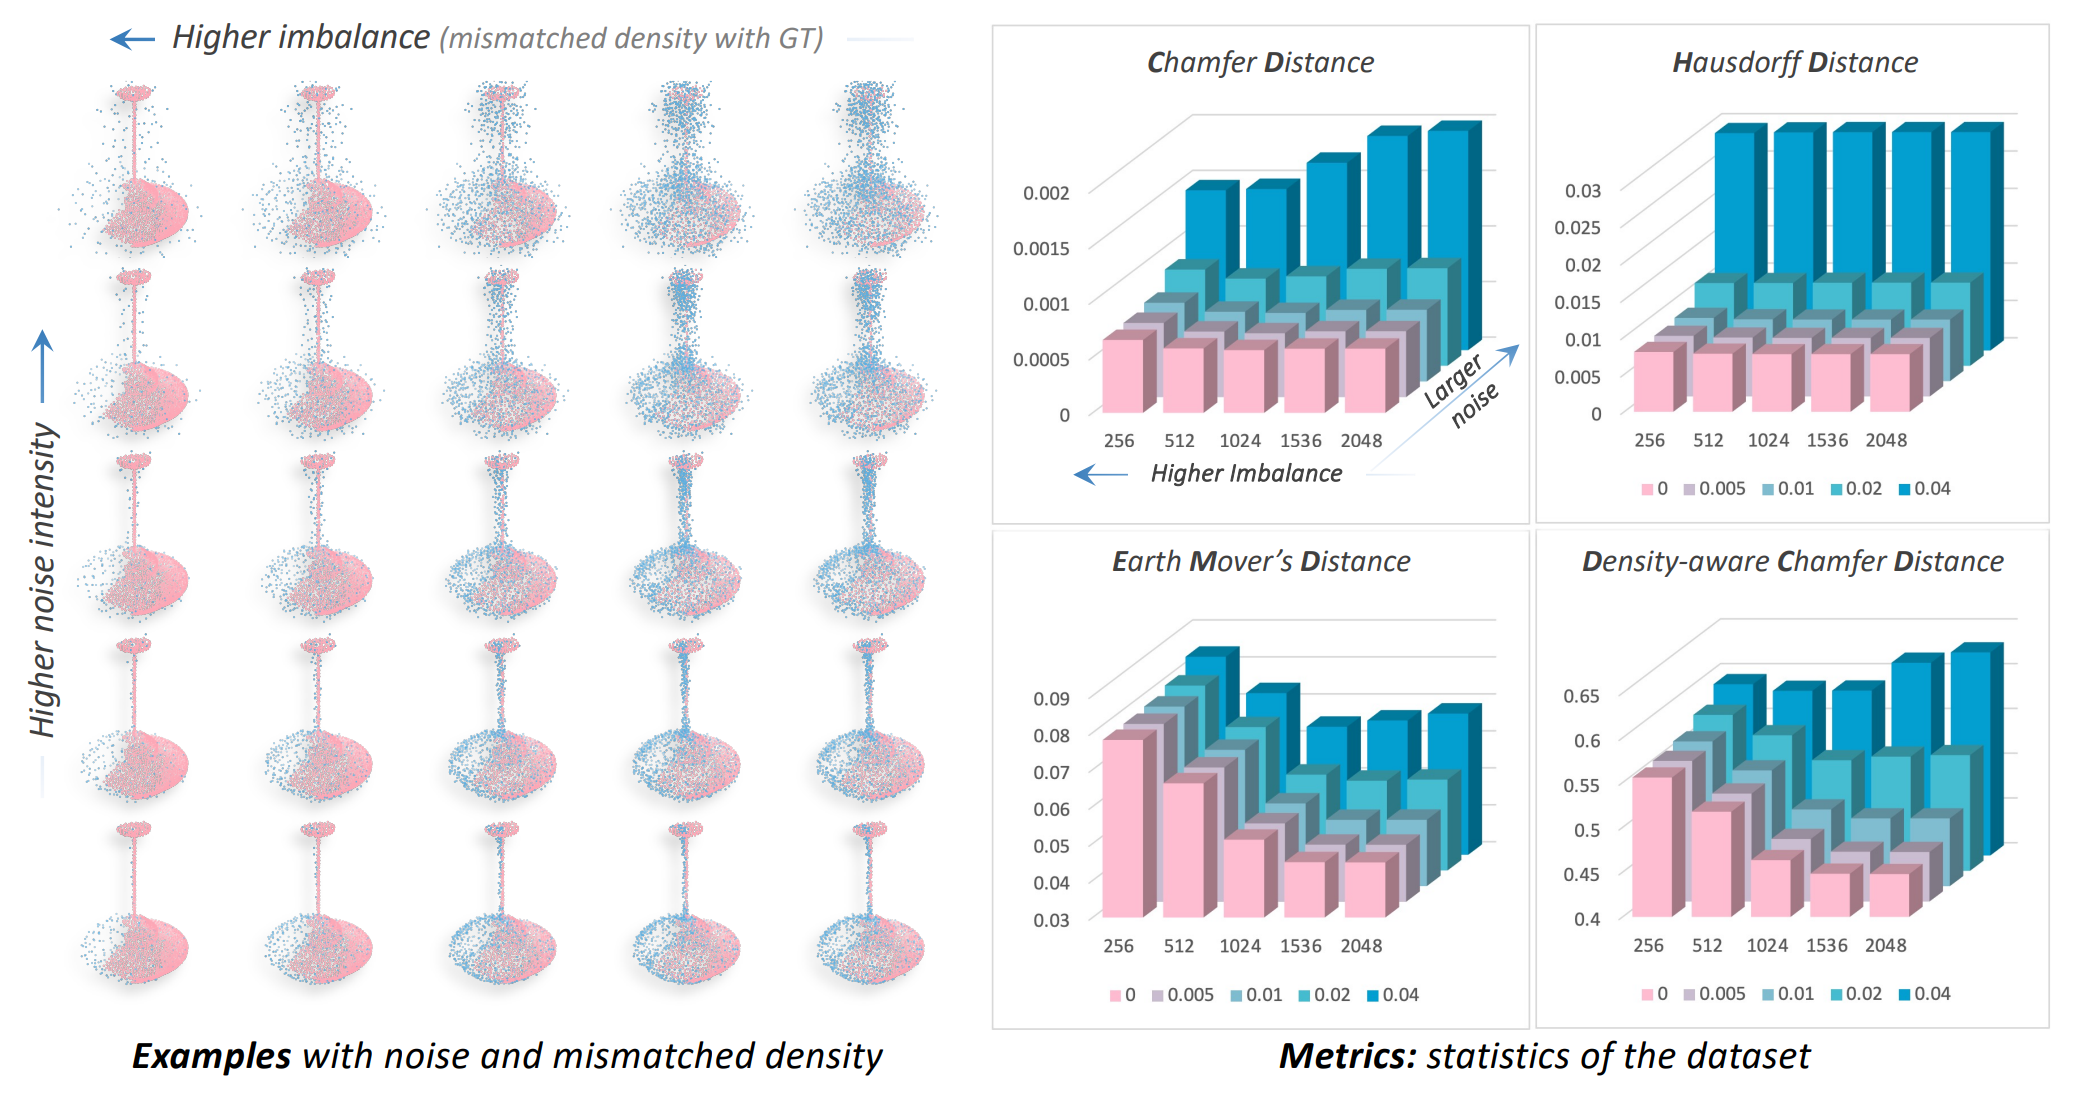 Higher imbalance (mismatched density with GT)
Higher noise intensity
Examples with noise and mismatched density
Chamfer Distance
0.002
0.0015
0.001
0.0005
0
256 512 1024 1536 2048
Higher Imbalance
Larger
noise
Hausdorff Distance
0.03
0.025
0.02
0.015
0.01
0.005
0
256 512 1024 1536 2048
0 0.005 0.01 0.02 0.04
Earth Mover's Distance
0.09
0.08
0.07
0.06
0.05
0.04
0.03
256 512 1024 1536 2048
0 0.005 0.01 0.02 0.04
Density-aware Chamfer Distance
0.65
0.6
0.55
0.5
0.45
0.4
256 512 1024 1536 2048
0 0.005 0.01 0.02 0.04
Metrics: statistics of the dataset